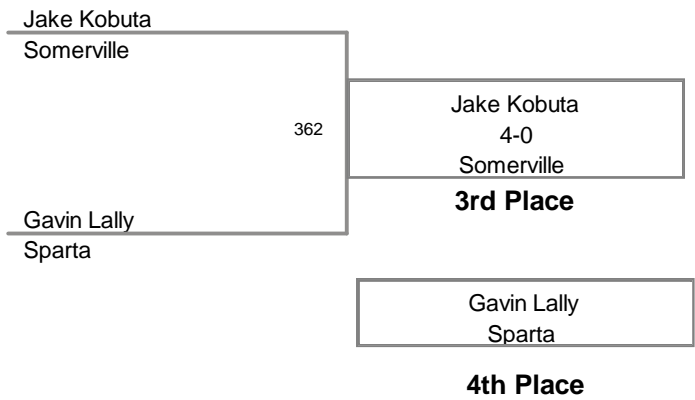 Jake Kobuta
Somerville
362
Jake Kobuta
4-0
Somerville
3rd Place
Gavin Lally
Sparta
Gavin Lally
Sparta
4th Place